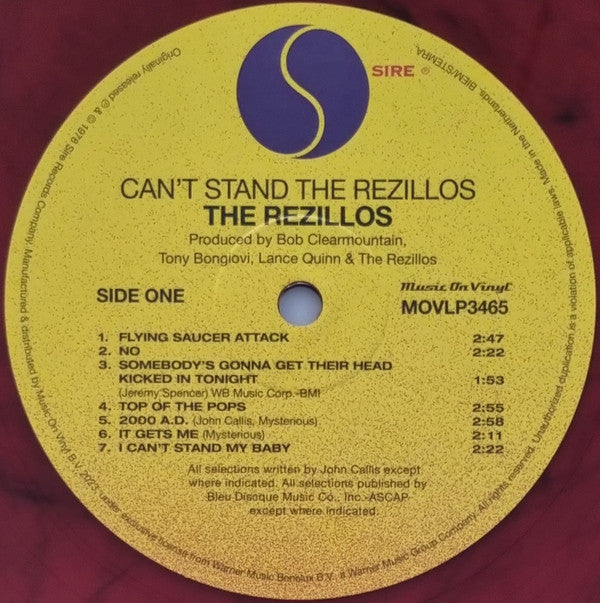 SIRE ®
CAN'T STAND THE REZILLOS
THE REZILLOS
Produced by Bob Clearmountain,
Tony Bongiovi, Lance Quinn & The Rezillos
SIDE ONE
Music On Vinyl
MOVLP3465
1. FLYING SAUCER ATTACK 2:47
2. NO 2:22
3. SOMEBODY'S GONNA GET THEIR HEAD
KICKED IN TONIGHT 1:53
(Jeremy Spencer) WB Music Corp.-BMI
4. TOP OF THE POPS 2:55
5. 2000 A.D. (John Callis, Mysterious) 2:58
6. IT GETS ME (Mysterious) 2:11
7. I CAN'T STAND MY BABY 2:22
All selections written by John Callis except
where indicated. All selections published by
Bleu Disque Music Co., Inc.-ASCAP
except where indicated.
Originally released ℗ & © 1978 Sire Records Company. Manufactured & distributed by Music On Vinyl B.V. 2023, under exclusive license from Warner Music Benelux B.V. a Warner Music Group Company. All rights reserved. Unauthorized duplication is a violation of applicable laws. Made in the Netherlands. BIEM/STEMRA